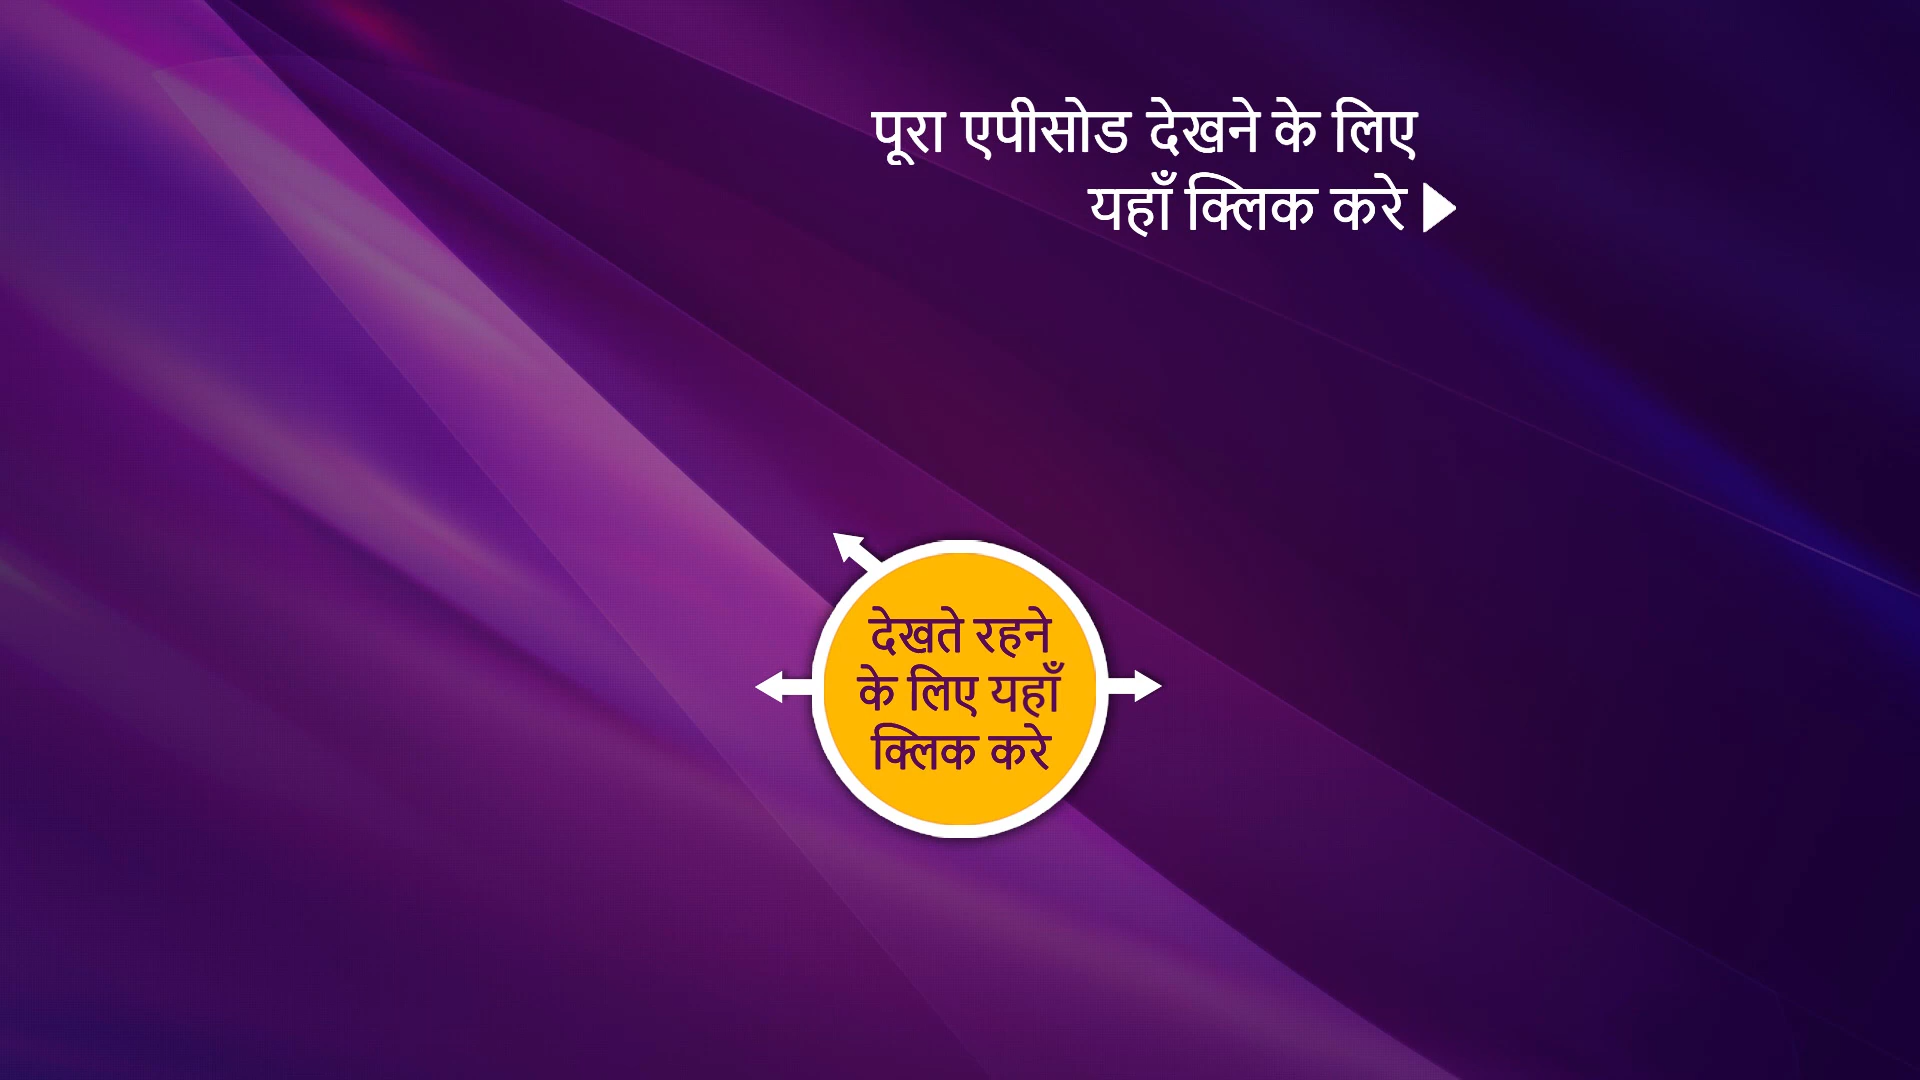 पूरा एपीसोड देखने के लिए
यहाँ क्लिक करे
देखते रहने
के लिए यहाँ
क्लिक करे